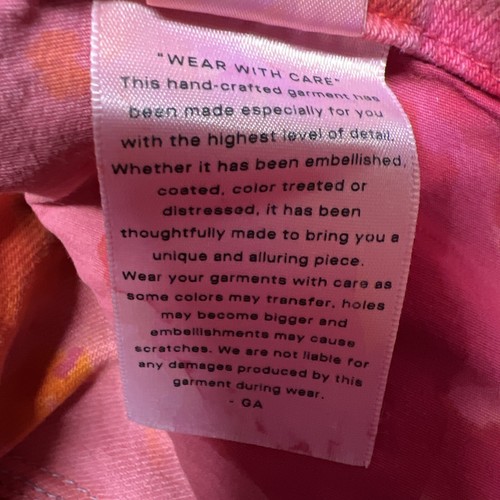 "WEAR WITH CARE"
This hand-crafted garment has
been made especially for you
with the highest level of detail.
Whether it has been embellished,
coated, color treated or
distressed, it has been
thoughtfully made to bring you a
unique and alluring piece.
Wear your garments with care as
some colors may transfer, holes
may become bigger and
embellishments may cause
scratches. We are not liable for
any damages produced by this
garment during wear.
- GA